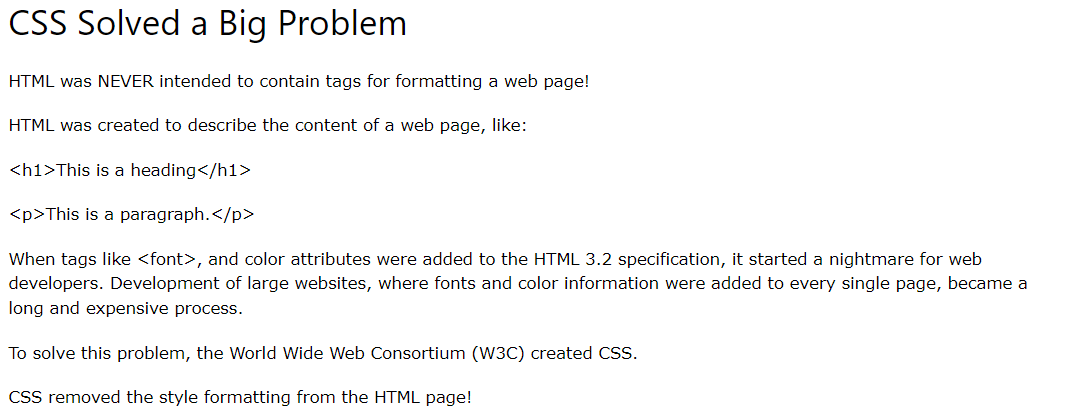 CSS Solved a Big Problem
HTML was NEVER intended to contain tags for formatting a web page!
HTML was created to describe the content of a web page, like:
<h1>This is a heading</h1>
<p>This is a paragraph.</p>
When tags like <font>, and color attributes were added to the HTML 3.2 specification, it started a nightmare for web
developers. Development of large websites, where fonts and color information were added to every single page, became a
long and expensive process.
To solve this problem, the World Wide Web Consortium (W3C) created CSS.
CSS removed the style formatting from the HTML page!